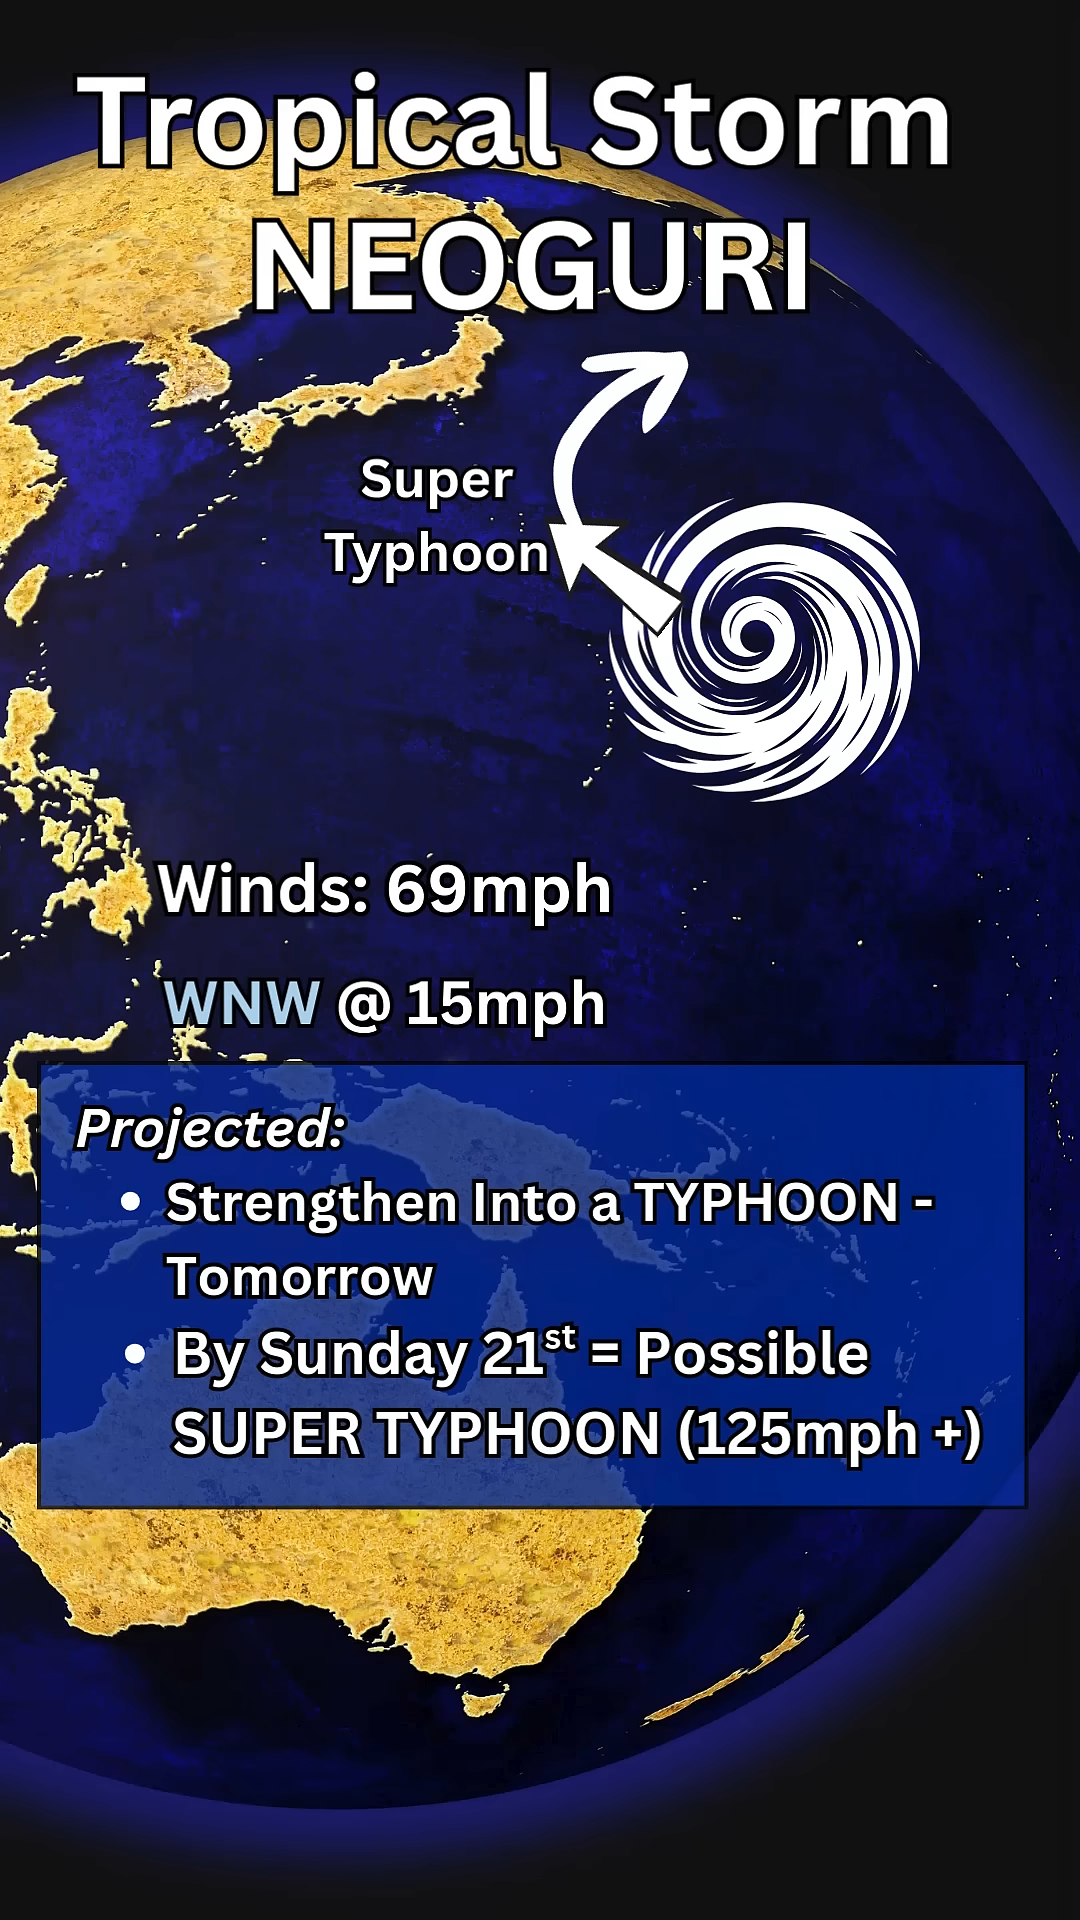 Tropical Storm
NEOGURI
Super
Typhoon
Winds: 69mph
WNW @ 15mph
Projected:
• Strengthen Into a TYPHOON -
Tomorrow
• By Sunday 21st = Possible
SUPER TYPHOON (125mph +)